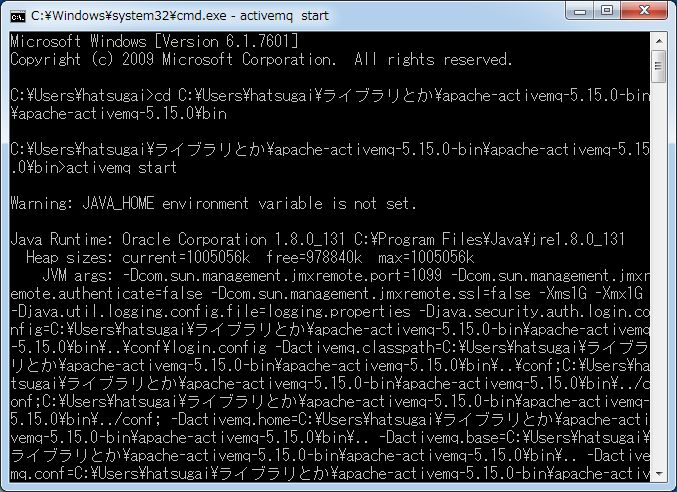 C:¥Windows¥system32¥cmd.exe - activemq  start
Microsoft Windows [Version 6.1.7601]
Copyright (c) 2009 Microsoft Corporation.  All rights reserved.
C:¥Users¥hatsugai>cd C:¥Users¥hatsugai¥ライブラリとか¥apache-activemq-5.15.0-bin
¥apache-activemq-5.15.0¥bin
C:¥Users¥hatsugai¥ライブラリとか¥apache-activemq-5.15.0-bin¥apache-activemq-5.15
.0¥bin>activemq start
Warning: JAVA_HOME environment variable is not set.
Java Runtime: Oracle Corporation 1.8.0_131 C:¥Program Files¥Java¥jre1.8.0_131
  Heap sizes: current=1005056k  free=978840k  max=1005056k
    JVM args: -Dcom.sun.management.jmxremote.port=1099 -Dcom.sun.management.jmxr
emote.authenticate=false -Dcom.sun.management.jmxremote.ssl=false -Xms1G -Xmx1G
-Djava.util.logging.config.file=logging.properties -Djava.security.auth.login.co
nfig=C:¥Users¥hatsugai¥ライブラリとか¥apache-activemq-5.15.0-bin¥apache-activemq
-5.15.0¥bin¥..¥conf¥login.config -Dactivemq.classpath=C:¥Users¥hatsugai¥ライブラ
リとか¥apache-activemq-5.15.0-bin¥apache-activemq-5.15.0¥bin¥..¥conf;C:¥Users¥ha
tsugai¥ライブラリとか¥apache-activemq-5.15.0-bin¥apache-activemq-5.15.0¥bin¥../c
onf;C:¥Users¥hatsugai¥ライブラリとか¥apache-activemq-5.15.0-bin¥apache-activemq-
5.15.0¥bin¥../conf; -Dactivemq.home=C:¥Users¥hatsugai¥ライブラリとか¥apache-acti
vemq-5.15.0-bin¥apache-activemq-5.15.0¥bin¥.. -Dactivemq.base=C:¥Users¥hatsugai¥
ライブラリとか¥apache-activemq-5.15.0-bin¥apache-activemq-5.15.0¥bin¥.. -Dactive
mq.conf=C:¥Users¥hatsugai¥ライブラリとか¥apache-activemq-5.15.0-bin¥apache-activ